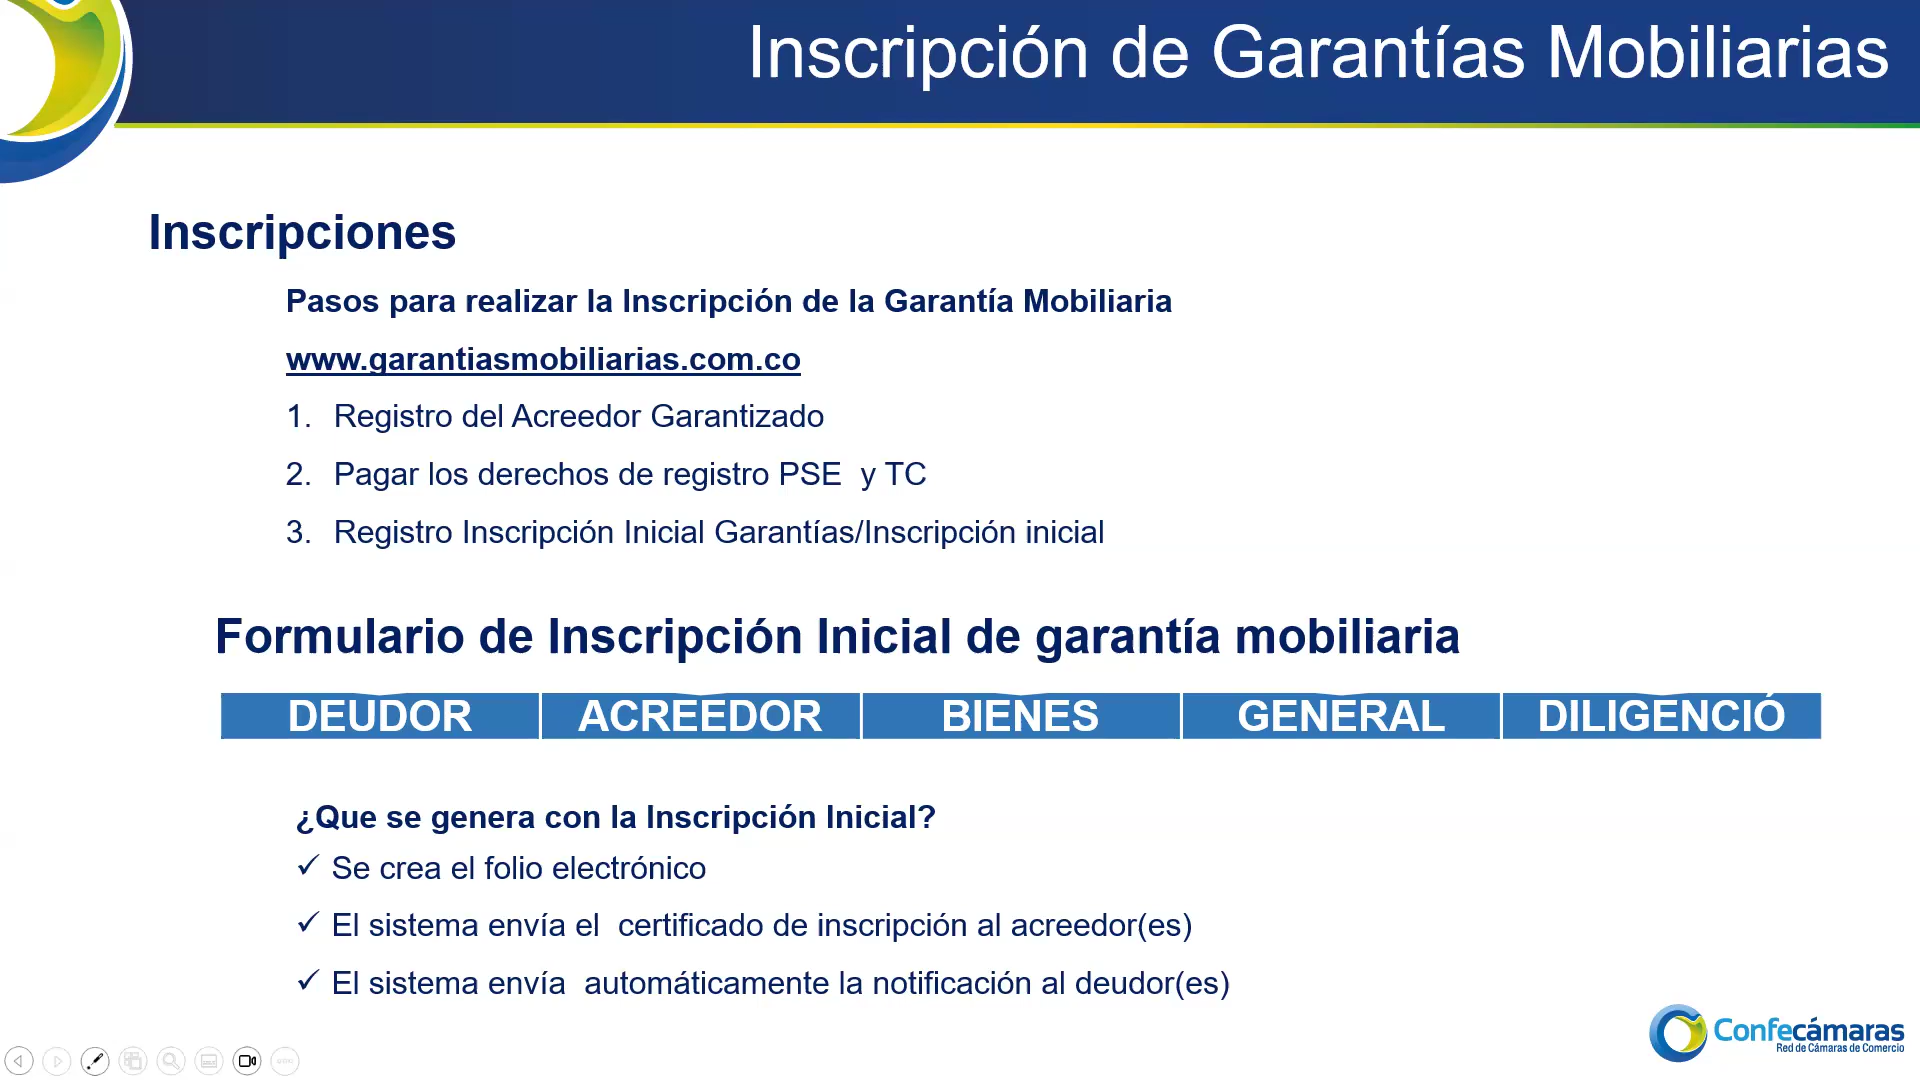 Inscripción de Garantías Mobiliarias
Inscripciones
Pasos para realizar la Inscripción de la Garantía Mobiliaria
www.garantiasmobiliarias.com.co
1. Registro del Acreedor Garantizado
2. Pagar los derechos de registro PSE y TC
3. Registro Inscripción Inicial Garantías/Inscripción inicial
Formulario de Inscripción Inicial de garantía mobiliaria
DEUDOR ACREEDOR BIENES GENERAL DILIGENCIÓ
¿Que se genera con la Inscripción Inicial?
✓ Se crea el folio electrónico
✓ El sistema envía el certificado de inscripción al acreedor(es)
✓ El sistema envía automáticamente la notificación al deudor(es)
Confecámaras
Red de Cámaras de Comercio